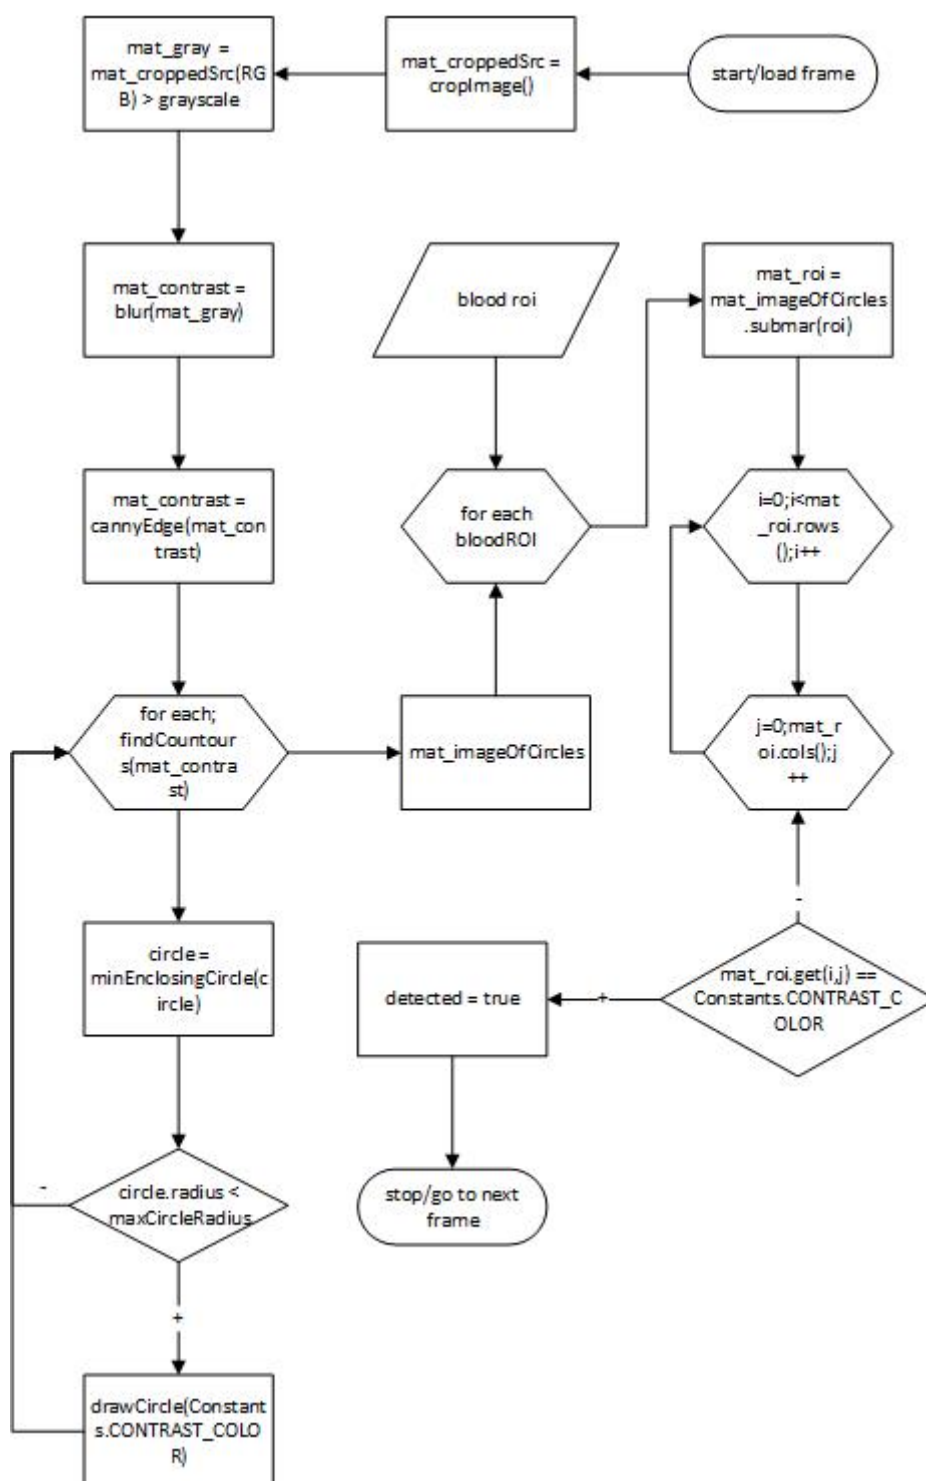 mat_gray =
mat_croppedSrc(RG
B) > grayscale
mat_croppedSrc =
cropImage()
start/load frame
mat_contrast =
blur(mat_gray)
blood roi
mat_roi =
mat_imageOfCircles
.submar(roi)
mat_contrast =
cannyEdge(mat_con
trast)
for each
bloodROI
i=0;i<mat
_roi.rows
();i++
for each;
findCountour
s(mat_contra
st)
mat_imageOfCircles
j=0;mat_r
oi.cols();j
++
-
circle =
minEnclosingCircle(c
ircle)
detected = true
+
mat_roi.get(i,j) ==
Constants.CONTRAST_C
OLOR
-
circle.radius <
maxCircleRadius
stop/go to next
frame
+
drawCircle(Constant
s.CONTRAST_COLO
R)